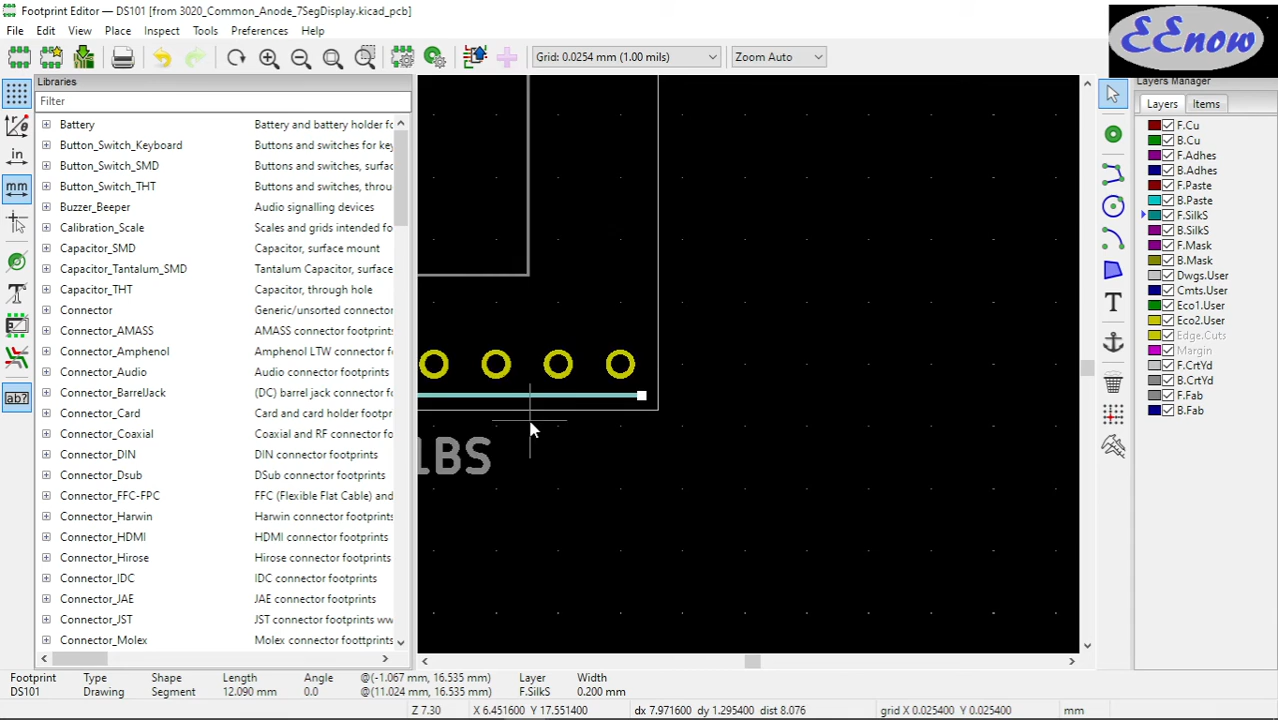 Footprint Editor — DS101 [from 3020_Common_Anode_7SegDisplay.kicad_pcb]
EEnow
File Edit View Place Inspect Tools Preferences Help
Grid: 0.0254 mm (1.00 mils) Zoom Auto
Libraries
Layers Manager
Filter
Layers Items
Battery Battery and battery holder fo
Button_Switch_Keyboard Buttons and switches for key
Button_Switch_SMD Buttons and switches, surfac
Button_Switch_THT Buttons and switches, throu
Buzzer_Beeper Audio signalling devices
Calibration_Scale Scales and grids intended fo
Capacitor_SMD Capacitor, surface mount
Capacitor_Tantalum_SMD Tantalum Capacitor, surface
Capacitor_THT Capacitor, through hole
Connector Generic/unsorted connector
Connector_AMASS AMASS connector footprints
Connector_Amphenol Amphenol LTW connector fo
Connector_Audio Audio connector footprints
Connector_BarrelJack (DC) barrel jack connector fo
Connector_Card Card and card holder footpr
Connector_Coaxial Coaxial and RF connector fo
Connector_DIN DIN connector footprints
Connector_Dsub Dsub connector footprints
Connector_FFC-FPC FFC (Flexible Flat Cable) and
Connector_Harwin Harwin connector footprints
Connector_HDMI HDMI connector footprints
Connector_Hirose Hirose connector footprints
Connector_IDC IDC connector footprints
Connector_JAE JAE connector footprints
Connector_JST JST connector footprints ww
Connector_Molex Molex connector foottprints
in
mm
ab?
1BS
F.Cu
B.Cu
F.Adhes
B.Adhes
F.Paste
B.Paste
F.SilkS
B.SilkS
F.Mask
B.Mask
Dwgs.User
Cmts.User
Eco1.User
Eco2.User
Edge.Cuts
Margin
F.CrtYd
B.CrtYd
F.Fab
B.Fab
Footprint Type Shape Length Angle @(-1.067 mm, 16.535 mm) Layer Width
DS101 Drawing Segment 12.090 mm 0.0 @(11.024 mm, 16.535 mm) F.SilkS 0.200 mm
Z 7.30 X 6.451600 Y 17.551400 dx 7.971600 dy 1.295400 dist 8.076 grid X 0.025400 Y 0.025400 mm